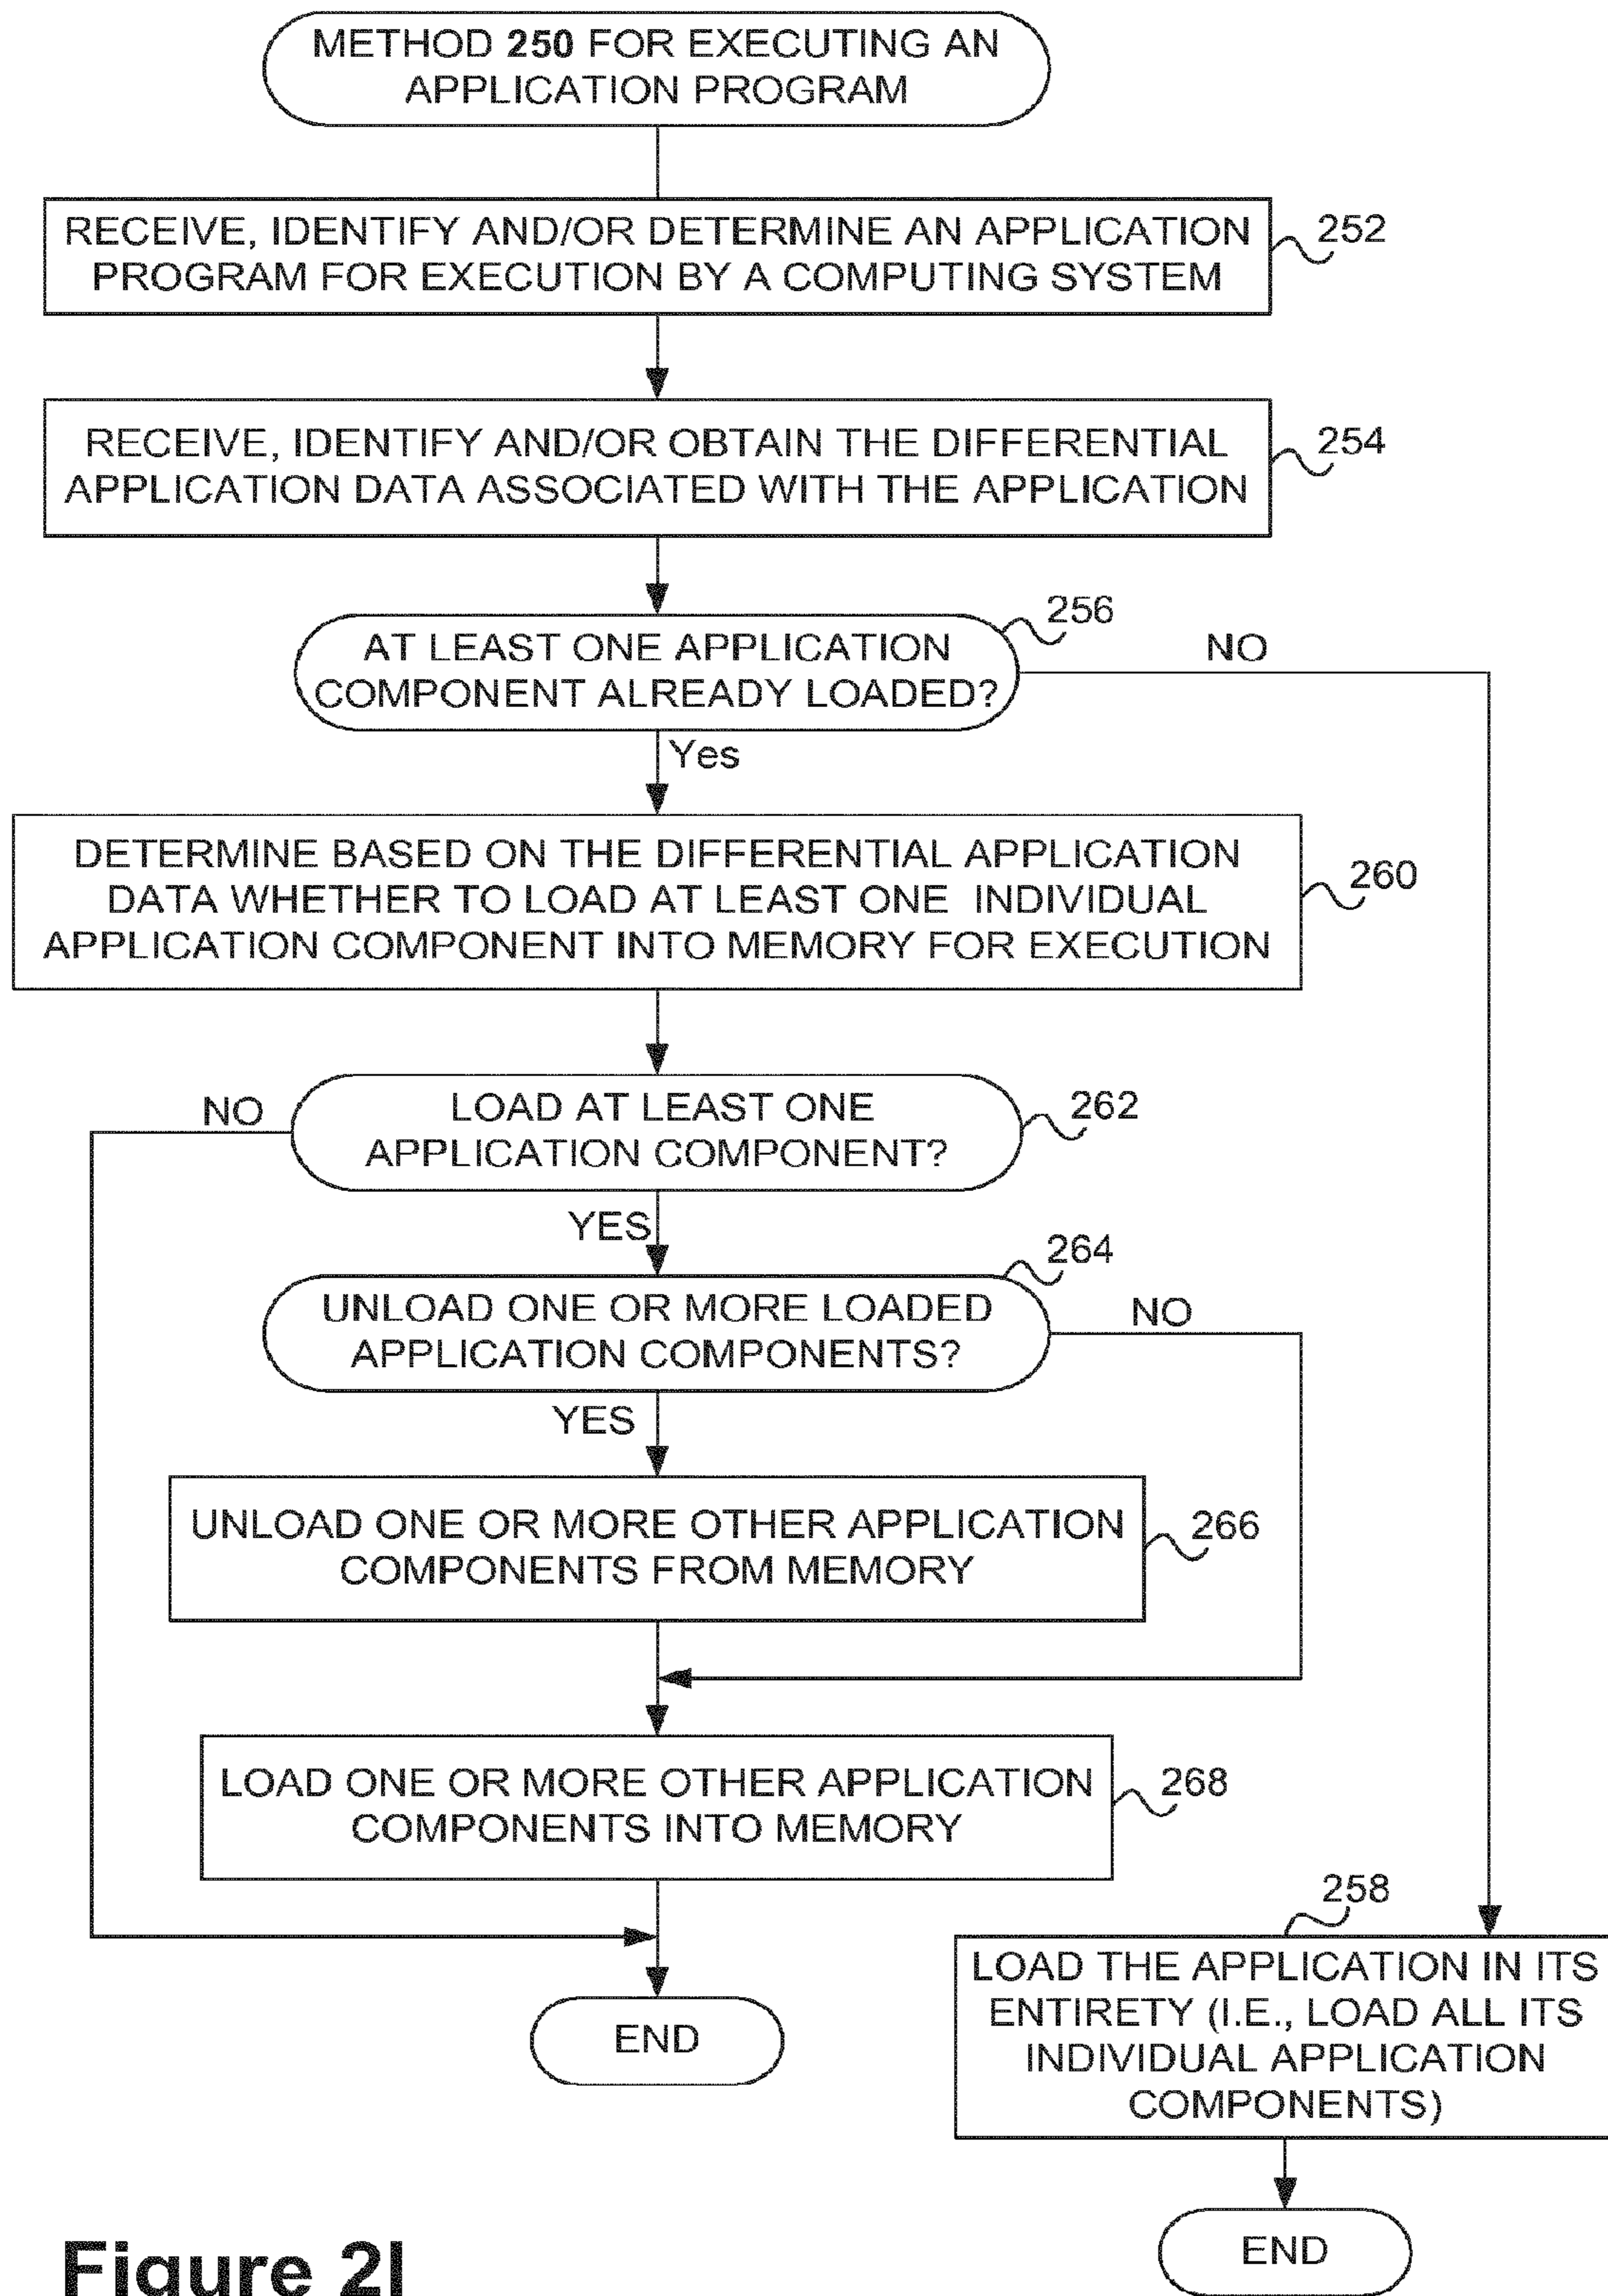 METHOD 250 FOR EXECUTING AN
APPLICATION PROGRAM
RECEIVE, IDENTIFY AND/OR DETERMINE AN APPLICATION
PROGRAM FOR EXECUTION BY A COMPUTING SYSTEM
252
RECEIVE, IDENTIFY AND/OR OBTAIN THE DIFFERENTIAL
APPLICATION DATA ASSOCIATED WITH THE APPLICATION
254
AT LEAST ONE APPLICATION
COMPONENT ALREADY LOADED?
256
NO
Yes
DETERMINE BASED ON THE DIFFERENTIAL APPLICATION
DATA WHETHER TO LOAD AT LEAST ONE INDIVIDUAL
APPLICATION COMPONENT INTO MEMORY FOR EXECUTION
260
NO
LOAD AT LEAST ONE
APPLICATION COMPONENT?
262
YES
264
UNLOAD ONE OR MORE LOADED
APPLICATION COMPONENTS?
NO
YES
UNLOAD ONE OR MORE OTHER APPLICATION
COMPONENTS FROM MEMORY
266
LOAD ONE OR MORE OTHER APPLICATION
COMPONENTS INTO MEMORY
268
258
LOAD THE APPLICATION IN ITS
ENTIRETY (I.E., LOAD ALL ITS
INDIVIDUAL APPLICATION
COMPONENTS)
END
END
Figure 2I